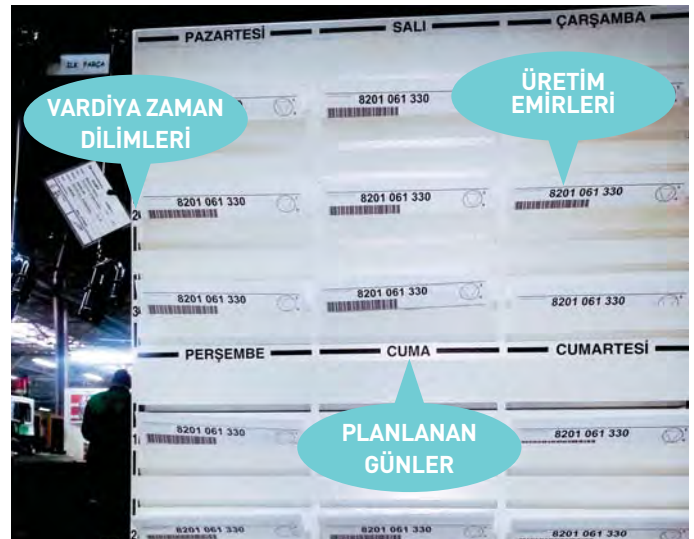 PAZARTESİ
SALI
ÇARŞAMBA
İLK PARÇA
VARDİYA ZAMAN
DİLİMLERİ
8201 061 330
ÜRETİM
EMİRLERİ
8201 061 330
8201 061 330
8201 061 330
8201 061 330
8201 061 330
8201 061 330
PERŞEMBE
CUMA
CUMARTESİ
8201 061 330
PLANLANAN
GÜNLER
8201 061 330
8201 061 330
8201 061 330
8201 061 330